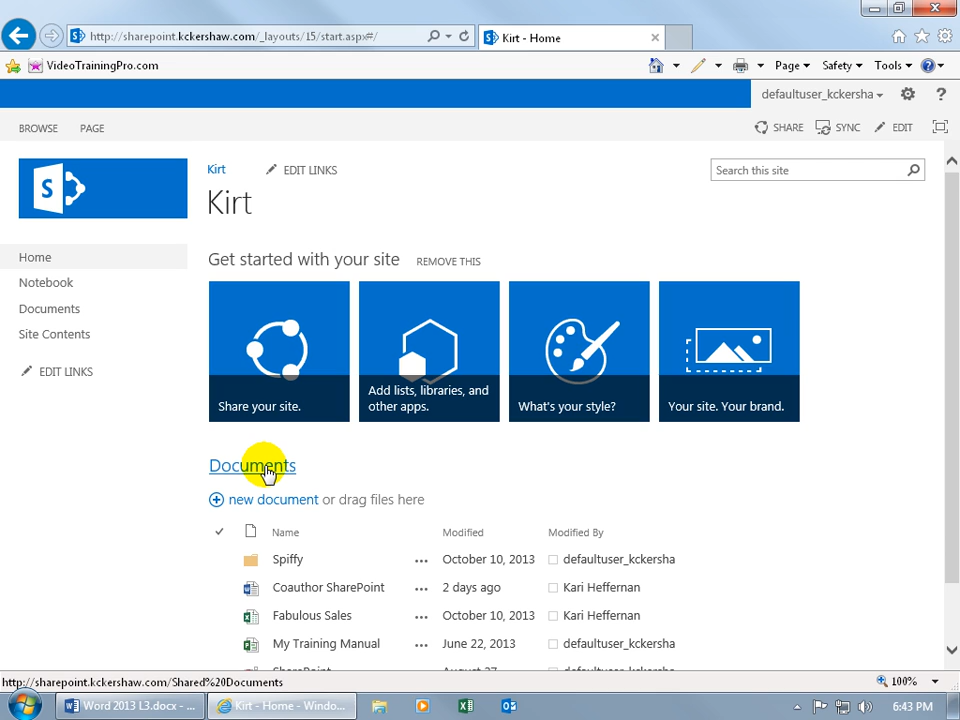 http://sharepoint.kckershaw.com/_layouts/15/start.aspx#/
Kirt - Home
VideoTrainingPro.com
Page
Safety
Tools
defaultuser_kckersha
?
BROWSE
PAGE
SHARE
SYNC
EDIT
S
Kirt
EDIT LINKS
Search this site
Kirt
Home
Notebook
Documents
Site Contents
EDIT LINKS
Get started with your site REMOVE THIS
Share your site.
Add lists, libraries, and
other apps.
What's your style?
Your site. Your brand.
Documents
new document or drag files here
Name Modified Modified By
Spiffy ... October 10, 2013 defaultuser_kckersha
Coauthor SharePoint ... 2 days ago Kari Heffernan
Fabulous Sales ... October 10, 2013 Kari Heffernan
My Training Manual ... June 22, 2013 defaultuser_kckersha
http://sharepoint.kckershaw.com/Shared%20Documents
100%
Word 2013 L3.docx - ...
Kirt - Home - Windo...
6:43 PM